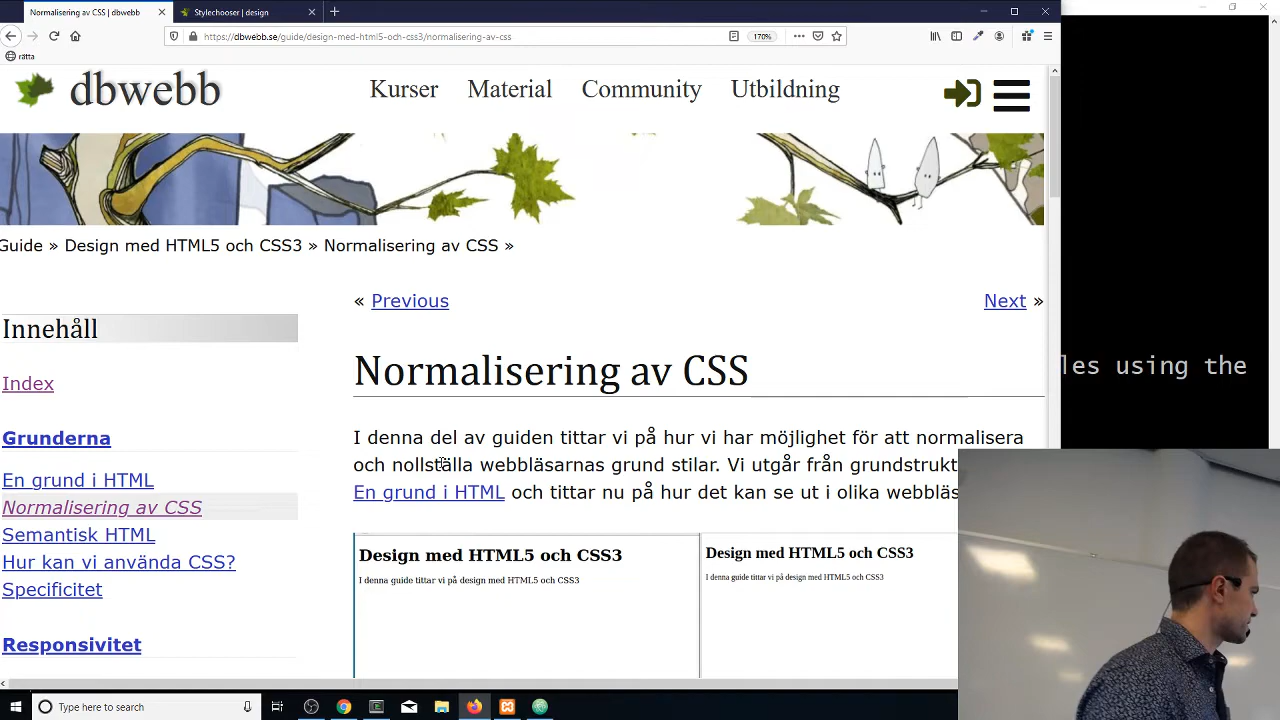 Normalisering av CSS | dbwebb
Stylechooser | design
https://dbwebb.se/guide/design-med-html5-och-css3/normalisering-av-css
170%
rätta
dbwebb
Kurser
Material
Community
Utbildning
Guide » Design med HTML5 och CSS3 » Normalisering av CSS »
« Previous
Next »
Innehåll
Index
Grunderna
En grund i HTML
Normalisering av CSS
Semantisk HTML
Hur kan vi använda CSS?
Specificitet
Responsivitet
Normalisering av CSS
I denna del av guiden tittar vi på hur vi har möjlighet för att normalisera
och nollställa webbläsarnas grund stilar. Vi utgår från grundstrukt
En grund i HTML och tittar nu på hur det kan se ut i olika webbläs
Design med HTML5 och CSS3
I denna guide tittar vi på design med HTML5 och CSS3
Design med HTML5 och CSS3
I denna guide tittar vi på design med HTML5 och CSS3
les using the
Type here to search